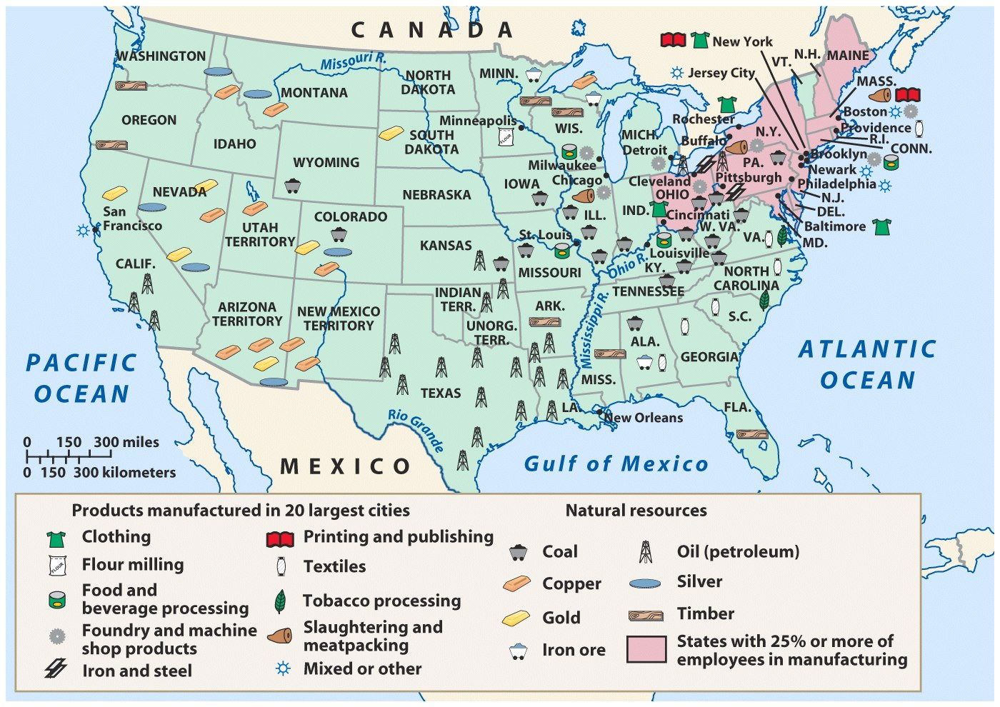 CANADA
WASHINGTON
Missouri R.
NORTH
DAKOTA
MINN.
New York
Jersey City
VT.
N.H.
MAINE
MASS.
MONTANA
OREGON
IDAHO
Minneapolis
FLOUR
SOUTH
DAKOTA
WIS.
MICH.
Detroit
Rochester
Buffalo
N.Y.
Boston
Providence
R.I.
CONN.
WYOMING
Milwaukee
Chicago
IOWA
NEBRASKA
Cleveland
OHIO
PA.
Pittsburgh
Brooklyn
Newark
Philadelphia
N.J.
DEL.
Baltimore
MD.
NEVADA
San
Francisco
UTAH
TERRITORY
COLORADO
ILL.
IND.
Cincinnati
W. VA.
VA.
St. Louis
KANSAS
MISSOURI
Ohio R.
Louisville
KY.
CALIF.
NORTH
CAROLINA
TENNESSEE
ARIZONA
TERRITORY
NEW MEXICO
TERRITORY
INDIAN
TERR.
UNORG.
TERR.
ARK.
Mississippi R.
S.C.
ALA.
GEORGIA
MISS.
PACIFIC
OCEAN
ATLANTIC
OCEAN
TEXAS
LA.
New Orleans
FLA.
Rio Grande
MEXICO
Gulf of Mexico
0 150 300 miles
0 150 300 kilometers
Products manufactured in 20 largest cities
Clothing
FLOUR
Flour milling
Food and
beverage processing
Foundry and machine
shop products
Iron and steel
Printing and publishing
Textiles
Tobacco processing
Slaughtering and
meatpacking
Mixed or other
Natural resources
Coal
Copper
Gold
Iron ore
Oil (petroleum)
Silver
Timber
States with 25% or more of
employees in manufacturing